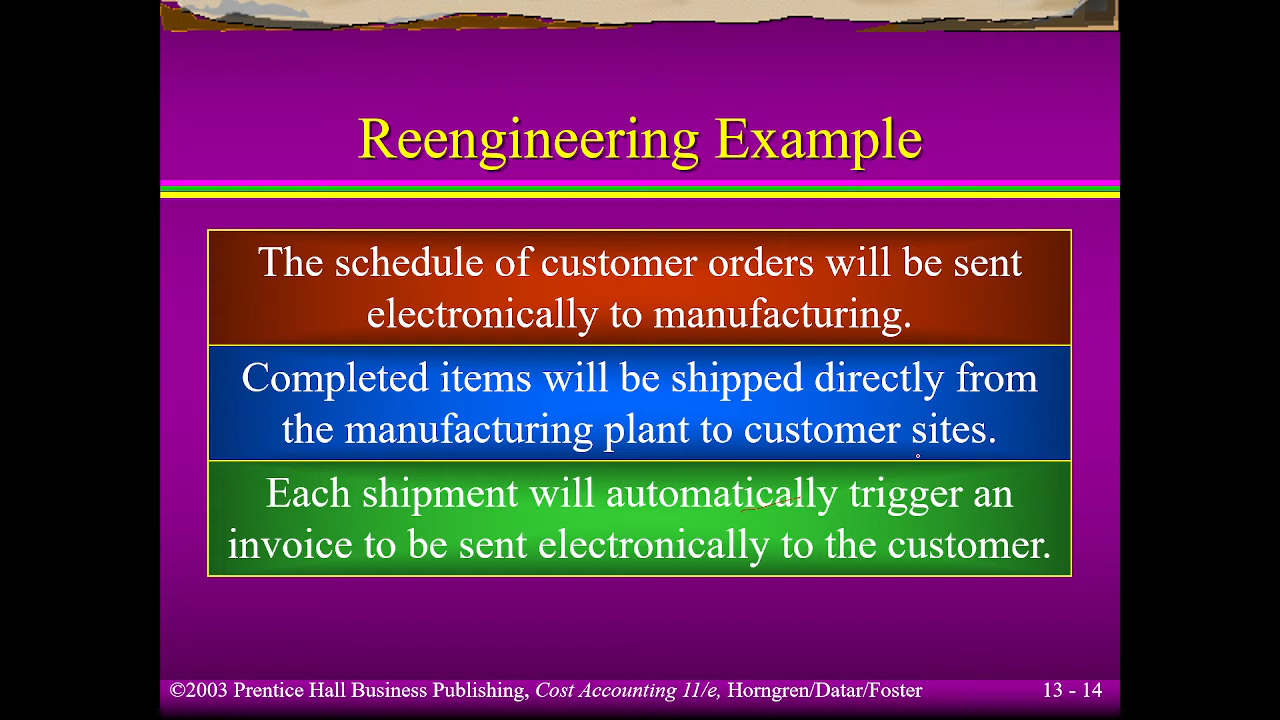 Reengineering Example
The schedule of customer orders will be sent
electronically to manufacturing.
Completed items will be shipped directly from
the manufacturing plant to customer sites.
Each shipment will automatically trigger an
invoice to be sent electronically to the customer.
©2003 Prentice Hall Business Publishing, Cost Accounting 11/e, Horngren/Datar/Foster 13 - 14